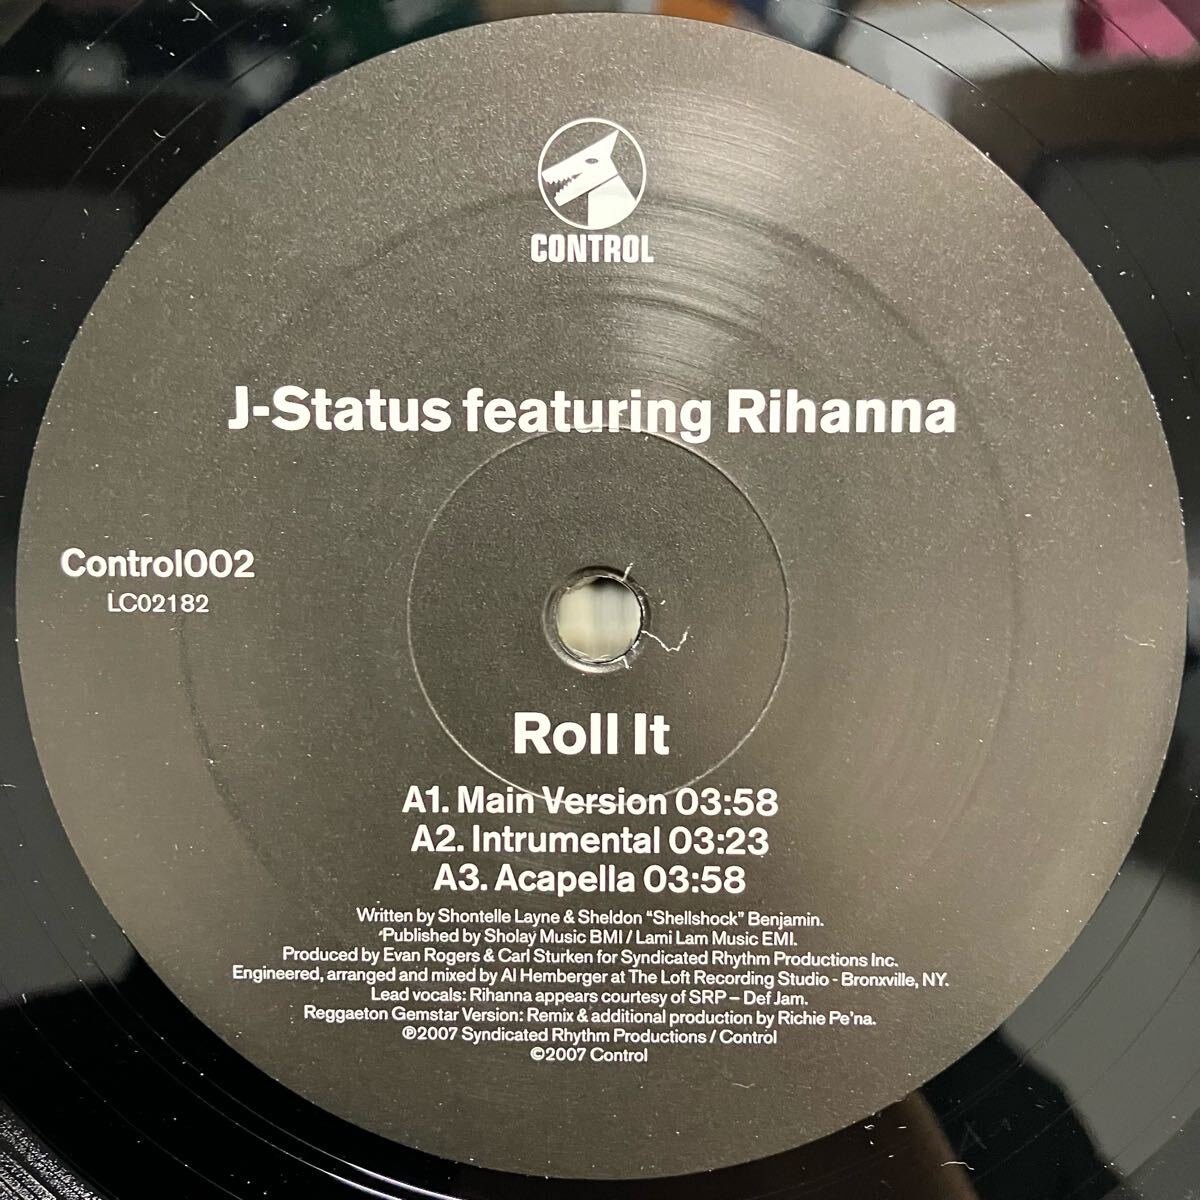 CONTROL
J-Status featuring Rihanna
Control002
LC02182
Roll It
A1. Main Version 03:58
A2. Intrumental 03:23
A3. Acapella 03:58
Written by Shontelle Layne & Sheldon “Shellshock” Benjamin.
Published by Sholay Music BMI / Lami Lam Music EMI.
Produced by Evan Rogers & Carl Sturken for Syndicated Rhythm Productions Inc.
Engineered, arranged and mixed by Al Hemberger at The Loft Recording Studio - Bronxville, NY.
Lead vocals: Rihanna appears courtesy of SRP – Def Jam.
Reggaeton Gemstar Version: Remix & additional production by Richie Pe'na.
℗2007 Syndicated Rhythm Productions / Control
©2007 Control